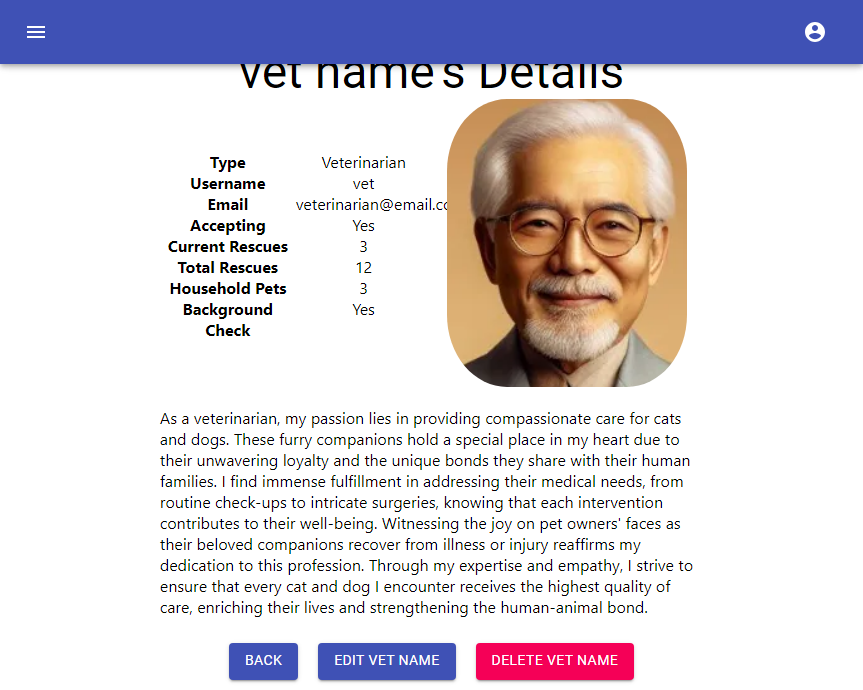 vet name's Details
Type Veterinarian
Username vet
Email veterinarian@email.co
Accepting Yes
Current Rescues 3
Total Rescues 12
Household Pets 3
Background Yes
Check
As a veterinarian, my passion lies in providing compassionate care for cats
and dogs. These furry companions hold a special place in my heart due to
their unwavering loyalty and the unique bonds they share with their human
families. I find immense fulfillment in addressing their medical needs, from
routine check-ups to intricate surgeries, knowing that each intervention
contributes to their well-being. Witnessing the joy on pet owners' faces as
their beloved companions recover from illness or injury reaffirms my
dedication to this profession. Through my expertise and empathy, I strive to
ensure that every cat and dog I encounter receives the highest quality of
care, enriching their lives and strengthening the human-animal bond.
BACK EDIT VET NAME DELETE VET NAME